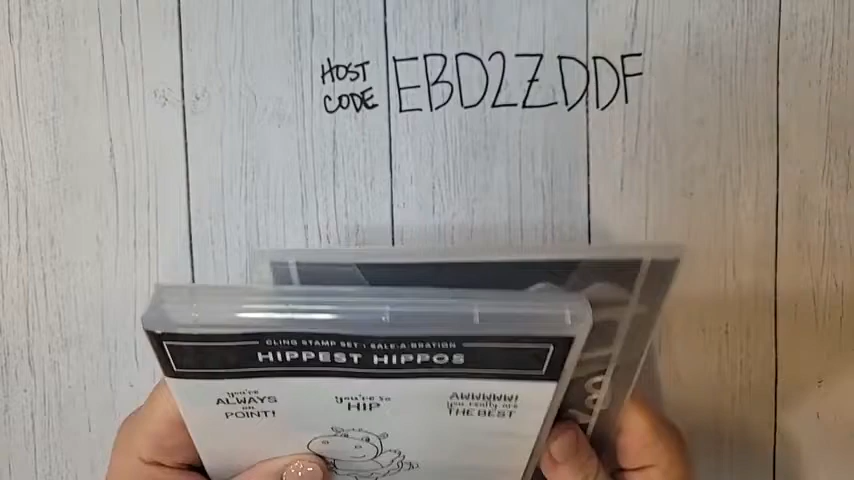 HOST
CODE EBD2ZDDF
CLING STAMP SET • SALE-A-BRATION
HIPPEST HIPPOS
you're
ALWAYS
on
POINT!
you're so
HIP
AWWWW!
you really are
THE BEST